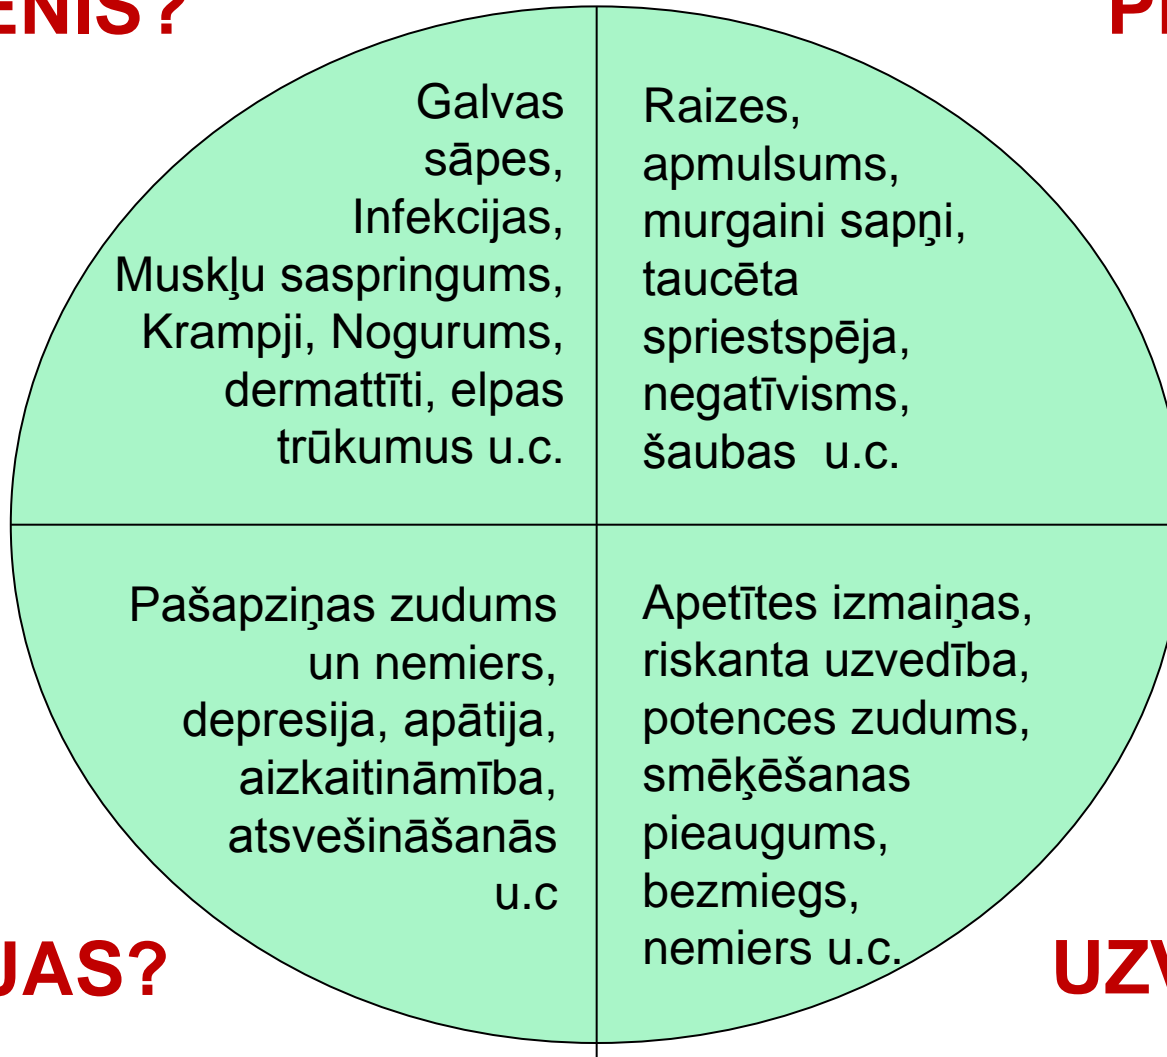 ENIS?
Galvas
sāpes,
Infekcijas,
Muskļu saspringums,
Krampji, Nogurums,
dermattīti, elpas
trūkumus u.c.
Raizes,
apmulsums,
murgaini sapņi,
taucēta
spriestspēja,
negatīvisms,
šaubas  u.c.
Pašapziņas zudums
un nemiers,
depresija, apātija,
aizkaitināmība,
atsvešināšanās
u.c
Apetītes izmaiņas,
riskanta uzvedība,
potences zudums,
smēķēšanas
pieaugums,
bezmiegs,
nemiers u.c.
JAS?
UZV